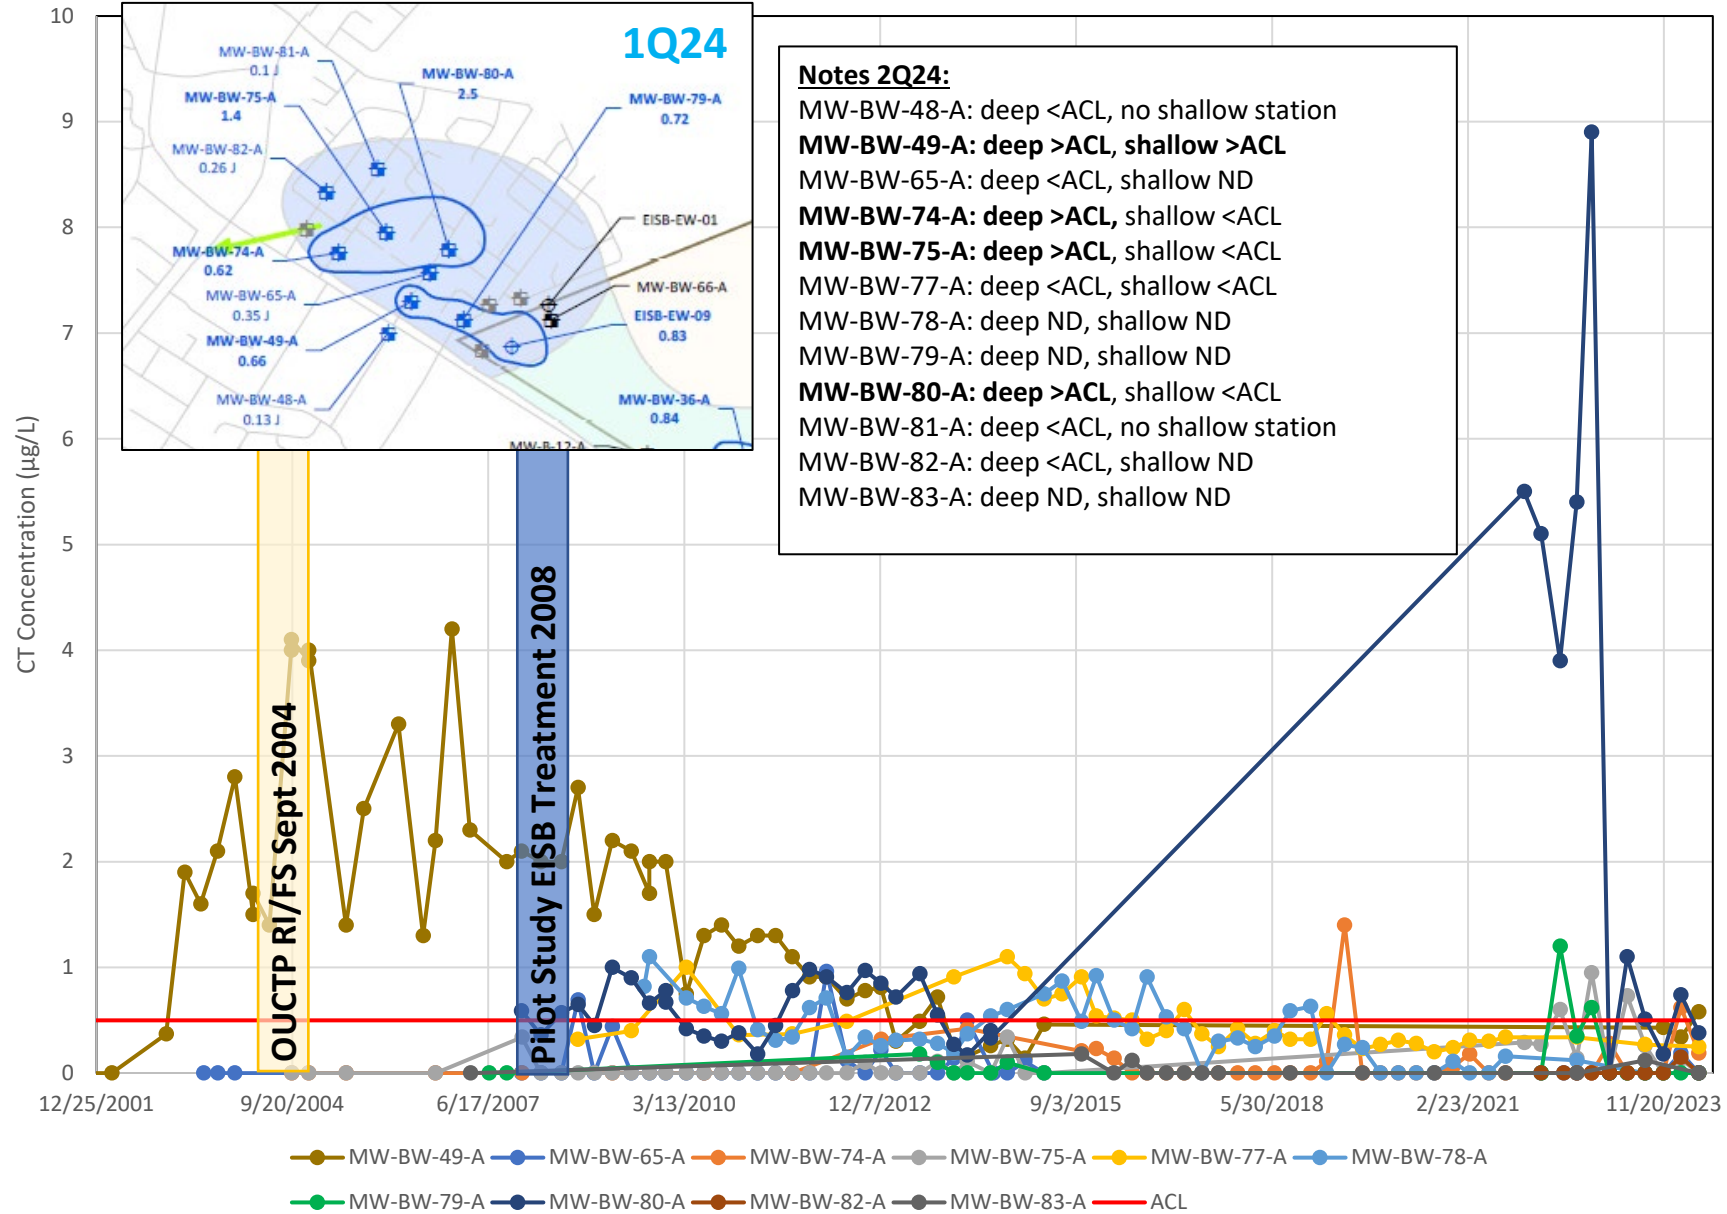 10
9
8
7
6
5
4
3
2
1
0
CT Concentration (µg/L)
1Q24
MW-BW-81-A
0.1 J
MW-BW-80-A
2.5
MW-BW-75-A
1.4
MW-BW-79-A
0.72
MW-BW-82-A
0.26 J
EISB-EW-01
MW-BW-74-A
0.62
MW-BW-66-A
MW-BW-65-A
0.35 J
EISB-EW-09
0.83
MW-BW-49-A
0.66
MW-BW-48-A
0.13 J
MW-BW-36-A
0.84
MW-B-12-A
Notes 2Q24:
MW-BW-48-A: deep <ACL, no shallow station
MW-BW-49-A: deep >ACL, shallow >ACL
MW-BW-65-A: deep <ACL, shallow ND
MW-BW-74-A: deep >ACL, shallow <ACL
MW-BW-75-A: deep >ACL, shallow <ACL
MW-BW-77-A: deep <ACL, shallow <ACL
MW-BW-78-A: deep ND, shallow ND
MW-BW-79-A: deep ND, shallow ND
MW-BW-80-A: deep >ACL, shallow <ACL
MW-BW-81-A: deep <ACL, no shallow station
MW-BW-82-A: deep <ACL, shallow ND
MW-BW-83-A: deep ND, shallow ND
OUCTP RI/FS Sept 2004
Pilot Study EISB Treatment 2008
12/25/2001 9/20/2004 6/17/2007 3/13/2010 12/7/2012 9/3/2015 5/30/2018 2/23/2021 11/20/2023
MW-BW-49-A MW-BW-65-A MW-BW-74-A MW-BW-75-A MW-BW-77-A MW-BW-78-A
MW-BW-79-A MW-BW-80-A MW-BW-82-A MW-BW-83-A ACL